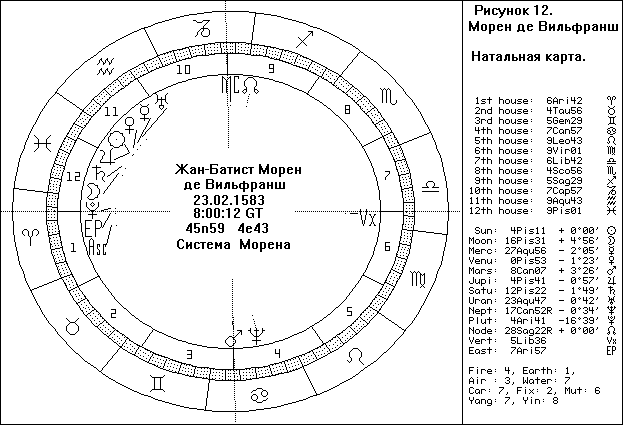 Рисунок 12.
Морен де Вильфранш
Натальная карта.
10
9
11
8
12
7
1
6
2
5
3
4
MC
EP
Asc
Vx
Жан-Батист Морен
де Вильфранш
23.02.1583
8:00:12 GT
45n59 4e43
Система Морена
1st house: 6Ari42 ♈
2nd house: 4Tau56 ♉
3rd house: 5Gem29 ♊
4th house: 7Can57 ♋
5th house: 9Leo43 ♌
6th house: 9Vir01 ♍
7th house: 6Lib42 ♎
8th house: 4Sco56 ♏
9th house: 5Sag29 ♐
10th house: 7Cap57 ♑
11th house: 9Aqu43 ♒
12th house: 9Pis01 ♓
Sun: 4Pis11 + 0°00' ☉
Moon: 16Pis31 + 4°56' ☽
Merc: 27Aqu56 - 2°05' ☿
Venu: 0Pis53 - 1°23' ♀
Mars: 8Can07 + 3°26' ♂
Jupi: 4Pis41 - 0°57' ♃
Satu: 12Pis22 - 1°49' ♄
Uran: 23Aqu47 - 0°42' ♅
Nept: 17Can52R - 0°34' ♆
Plut: 4Ari41 -16°39' ♇
Node: 28Sag22R + 0°00' ☊
Vert: 5Lib36 Vx
East: 7Ari57 EP
Fire: 4, Earth: 1,
Air : 3, Water: 7
Car: 7, Fix: 2, Mut: 6
Yang: 7, Yin: 8